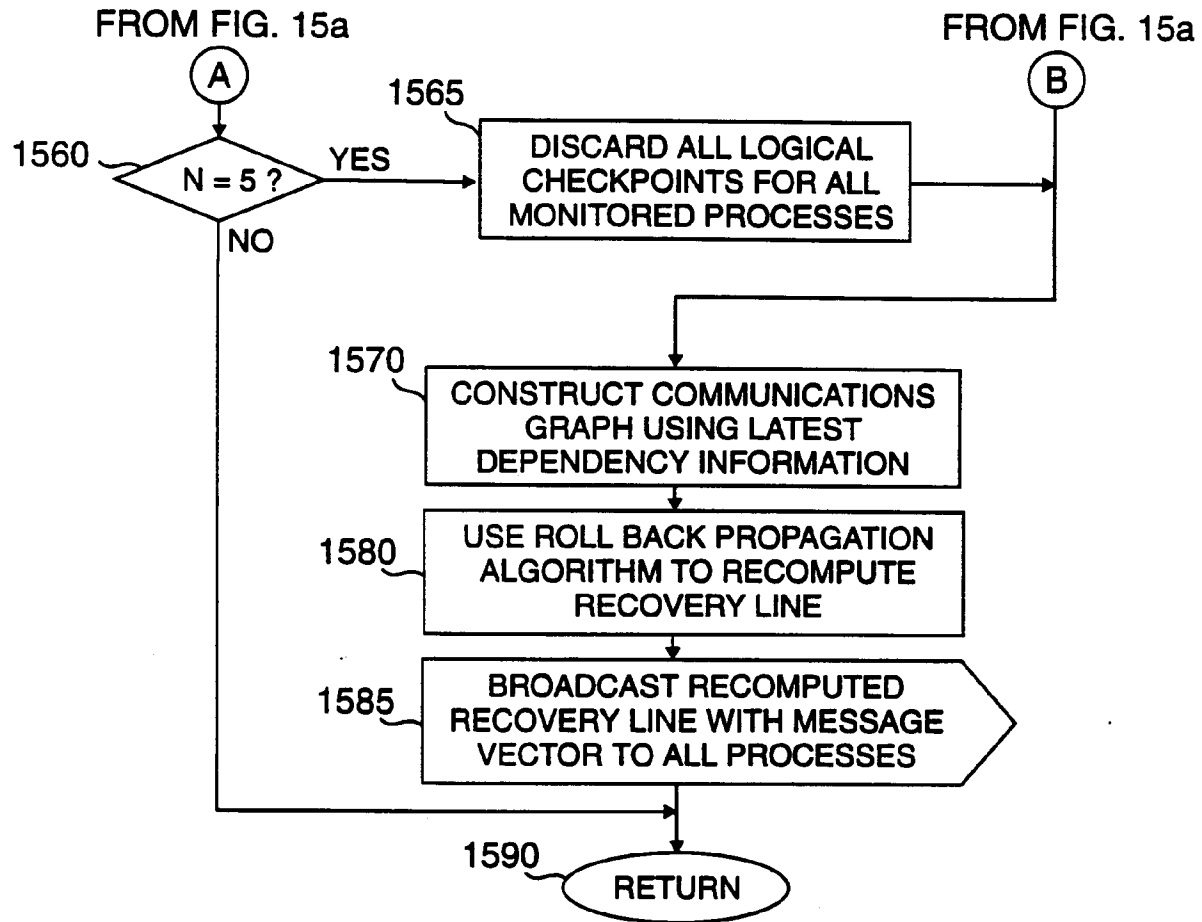 FROM FIG. 15a
A
FROM FIG. 15a
B
1560
N = 5 ?
YES
NO
1565
DISCARD ALL LOGICAL
CHECKPOINTS FOR ALL
MONITORED PROCESSES
1570
CONSTRUCT COMMUNICATIONS
GRAPH USING LATEST
DEPENDENCY INFORMATION
1580
USE ROLL BACK PROPAGATION
ALGORITHM TO RECOMPUTE
RECOVERY LINE
1585
BROADCAST RECOMPUTED
RECOVERY LINE WITH MESSAGE
VECTOR TO ALL PROCESSES
1590
RETURN